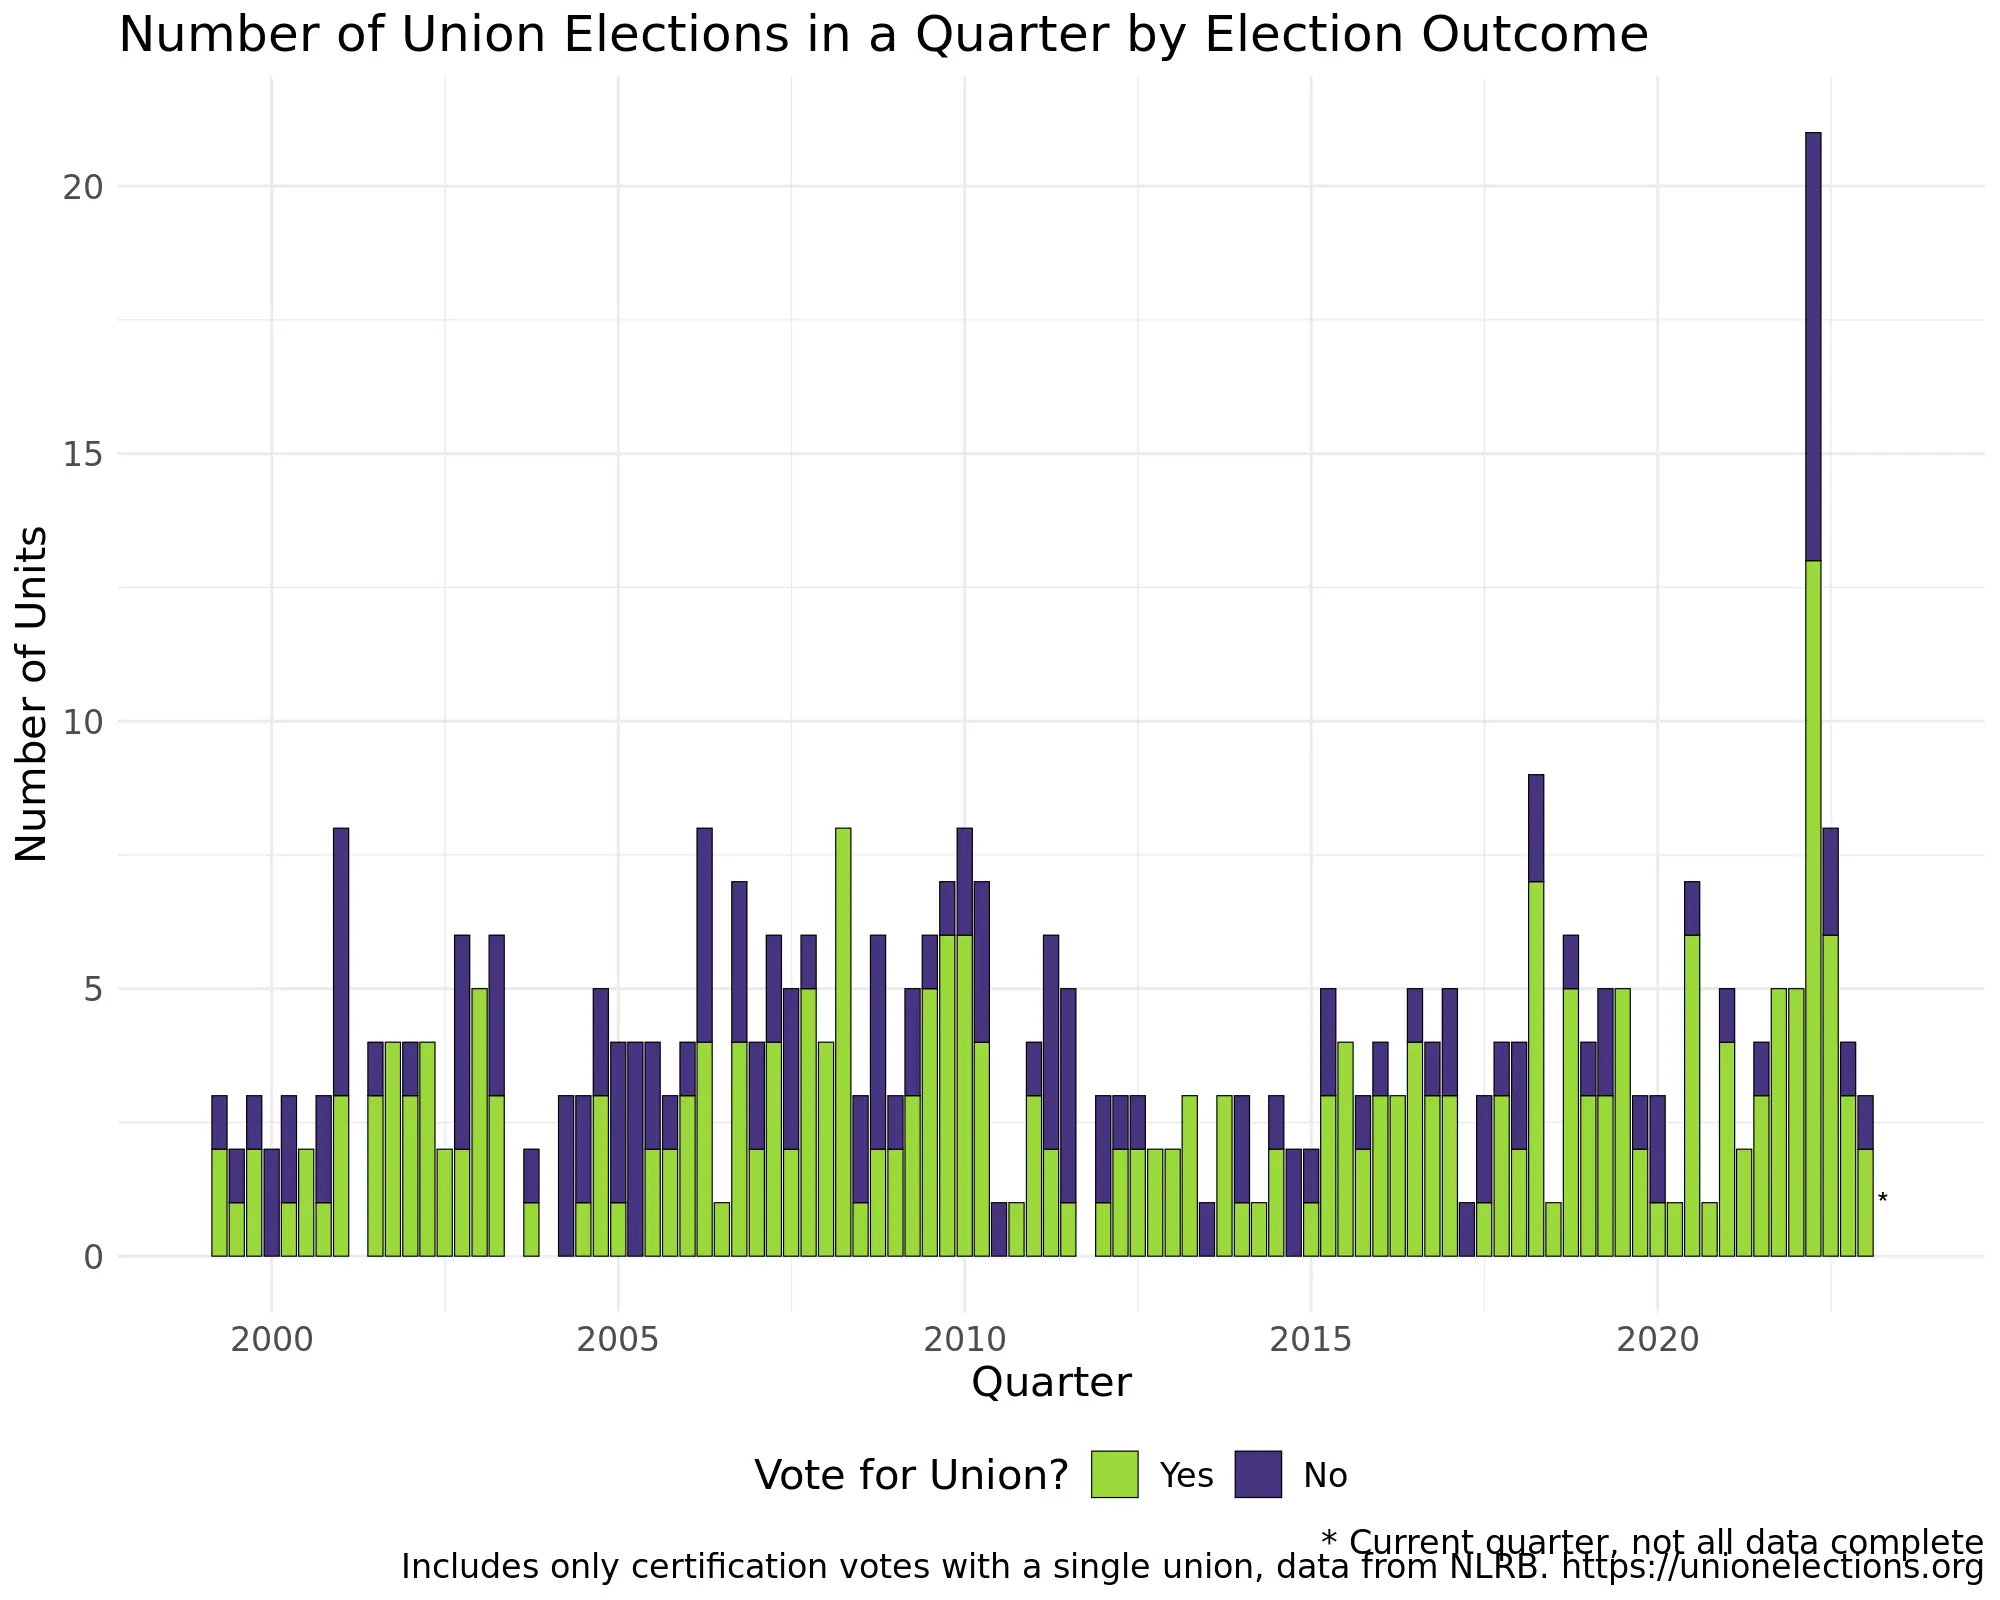 Number of Union Elections in a Quarter by Election Outcome
Number of Units
20
15
10
5
0
*
2000 2005 2010 2015 2020
Quarter
Vote for Union? Yes No
* Current quarter, not all data complete
Includes only certification votes with a single union, data from NLRB. https://unionelections.org